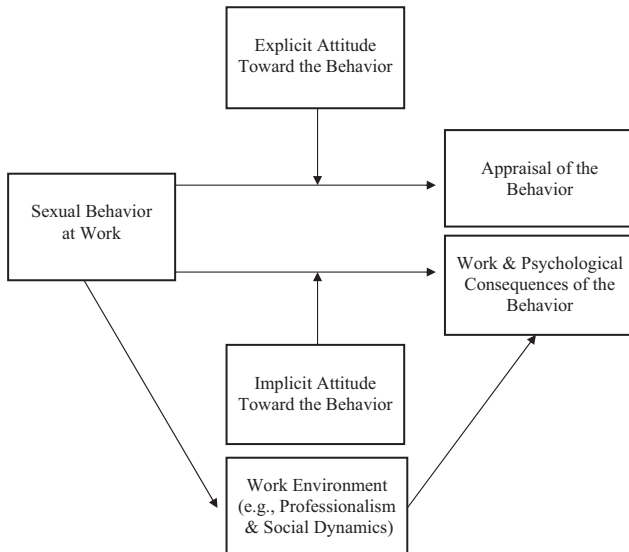 Explicit Attitude
Toward the Behavior
Appraisal of the
Behavior
Sexual Behavior
at Work
Work & Psychological
Consequences of the
Behavior
Implicit Attitude
Toward the Behavior
Work Environment
(e.g., Professionalism
& Social Dynamics)